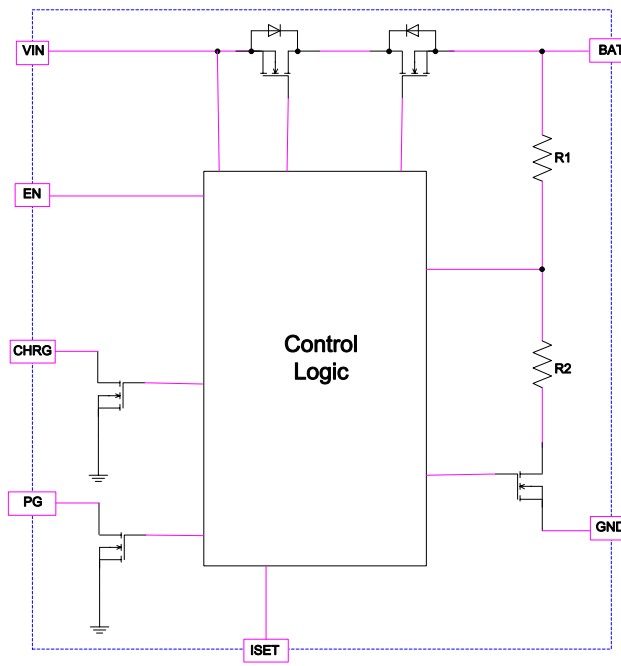 VIN
BAT
R1
EN
Control
Logic
CHRG
R2
PG
GND
ISET